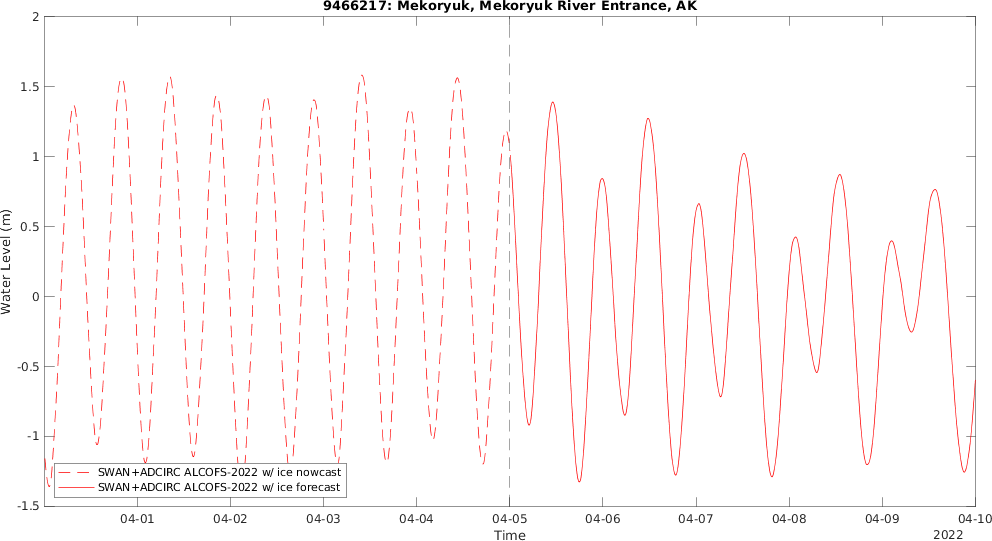 9466217: Mekoryuk, Mekoryuk River Entrance, AK
2
1.5
1
0.5
0
-0.5
-1
-1.5
Water Level (m)
SWAN+ADCIRC ALCOFS-2022 w/ ice nowcast
SWAN+ADCIRC ALCOFS-2022 w/ ice forecast
04-01 04-02 04-03 04-04 04-05 04-06 04-07 04-08 04-09 04-10
Time
2022